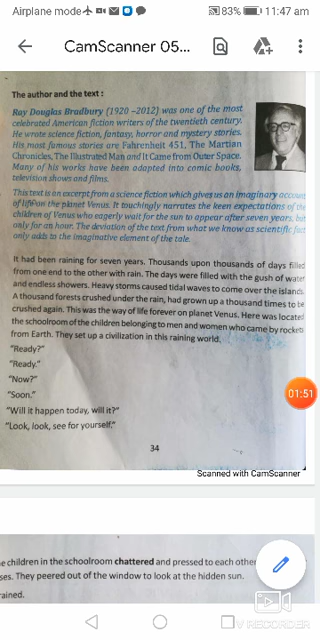 Airplane mode
83% 11:47 am
CamScanner 05...
The author and the text :
Ray Douglas Bradbury (1920 –2012) was one of the most
celebrated American fiction writers of the twentieth century.
He wrote science fiction, fantasy, horror and mystery stories.
His most famous stories are Fahrenheit 451, The Martian
Chronicles, The Illustrated Man and It Came from Outer Space.
Many of his works have been adapted into comic books,
television shows and films.
This text is an excerpt from a science fiction which gives us an imaginary account
of life on the planet Venus. It touchingly narrates the keen expectations of the
children of Venus who eagerly wait for the sun to appear after seven years, but
only for an hour. The deviation of the text from what we know as scientific fact
only adds to the imaginative element of the tale.
It had been raining for seven years. Thousands upon thousands of days filled
from one end to the other with rain. The days were filled with the gush of water
and endless showers. Heavy storms caused tidal waves to come over the islands.
A thousand forests crushed under the rain, had grown up a thousand times to be
crushed again. This was the way of life forever on planet Venus. Here was located
the schoolroom of the children belonging to men and women who came by rocket
from Earth. They set up a civilization in this raining world.
"Ready?"
"Ready."
"Now?"
"Soon."
01:51
"Will it happen today, will it?"
"Look, look, see for yourself."
34
Scanned with CamScanner
e children in the schoolroom chattered and pressed to each other
ses. They peered out of the window to look at the hidden sun.
rained.
RECORDER